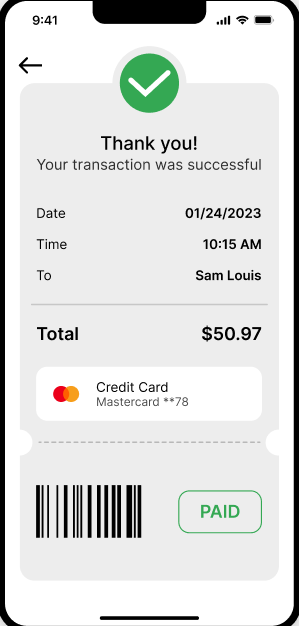 9:41
Thank you!
Your transaction was successful
Date 01/24/2023
Time 10:15 AM
To Sam Louis
Total $50.97
Credit Card
Mastercard **78
PAID